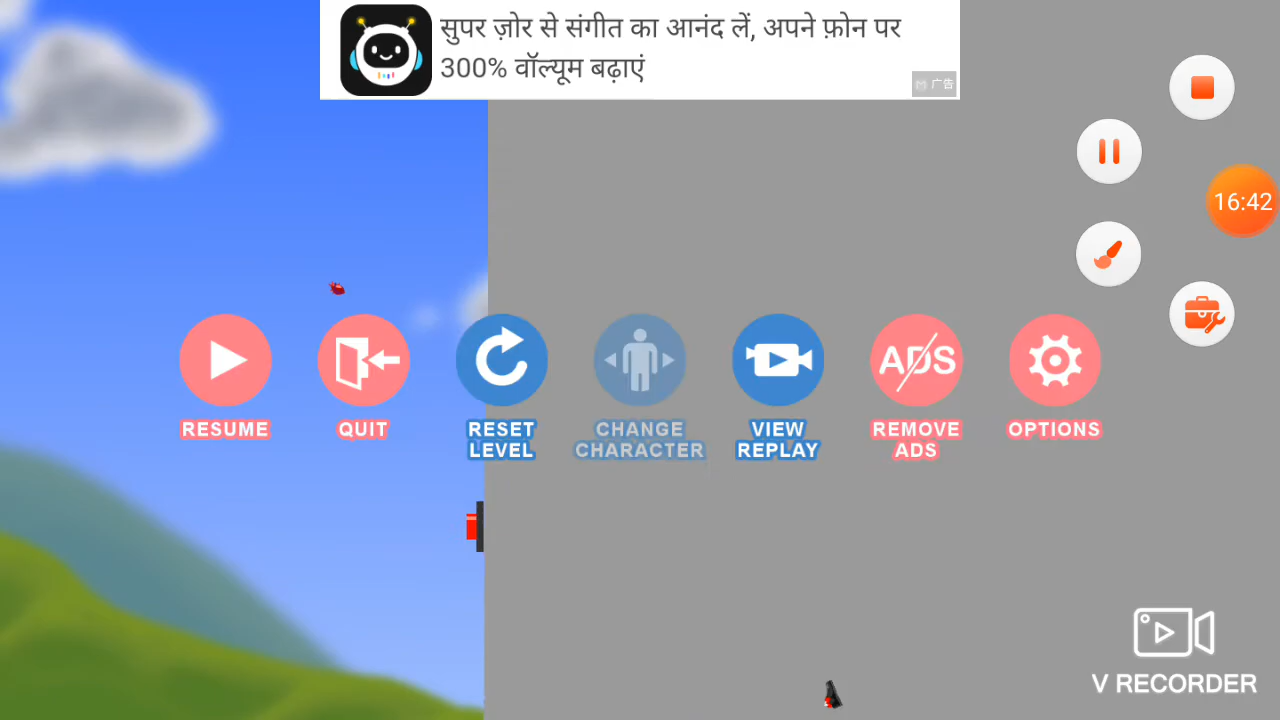 सुपर ज़ोर से संगीत का आनंद लें, अपने फ़ोन पर
300% वॉल्यूम बढ़ाएं
广告
16:42
ADS
RESUME
QUIT
RESET
LEVEL
CHANGE
CHARACTER
VIEW
REPLAY
REMOVE
ADS
OPTIONS
V RECORDER